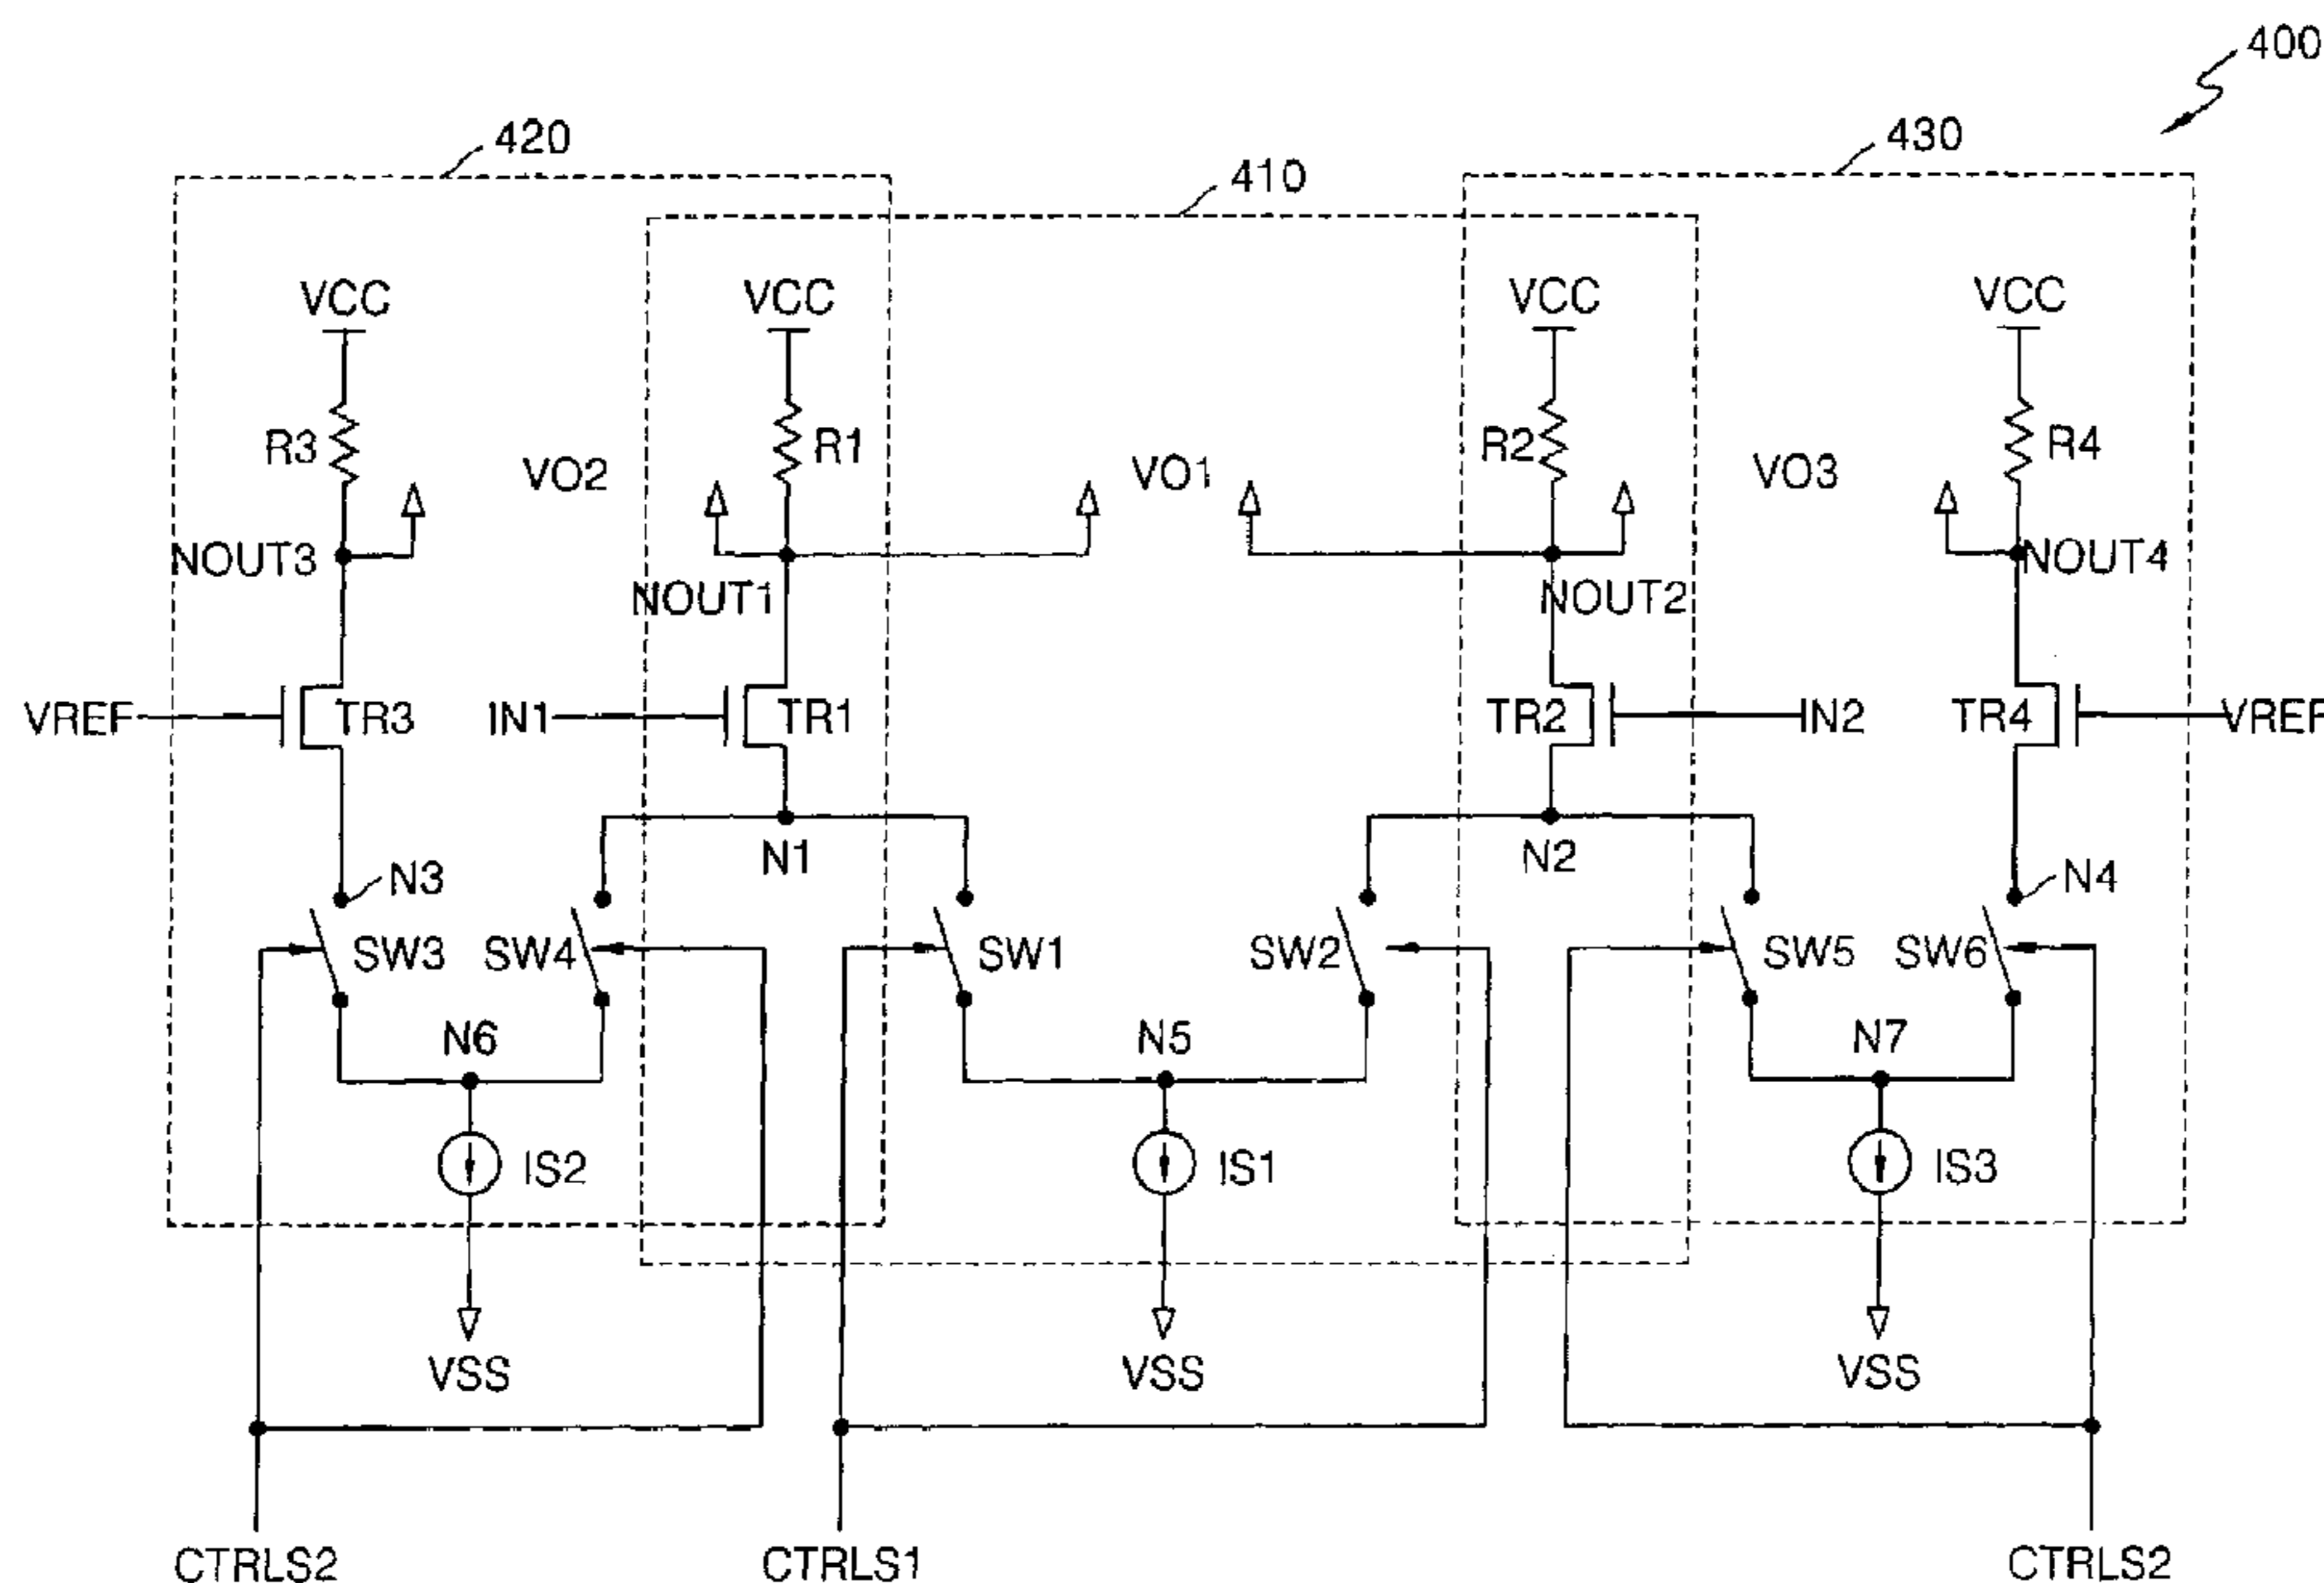 400
420
410
430
VCC
VCC
VCC
VCC
R3
R1
R2
R4
VO2
VO1
VO3
NOUT3
NOUT1
NOUT2
NOUT4
VREF
TR3
IN1
TR1
TR2
IN2
TR4
VREF
N1
N2
N3
N4
SW3
SW4
SW1
SW2
SW5
SW6
N6
N5
N7
IS2
IS1
IS3
VSS
VSS
VSS
CTRLS2
CTRLS1
CTRLS2